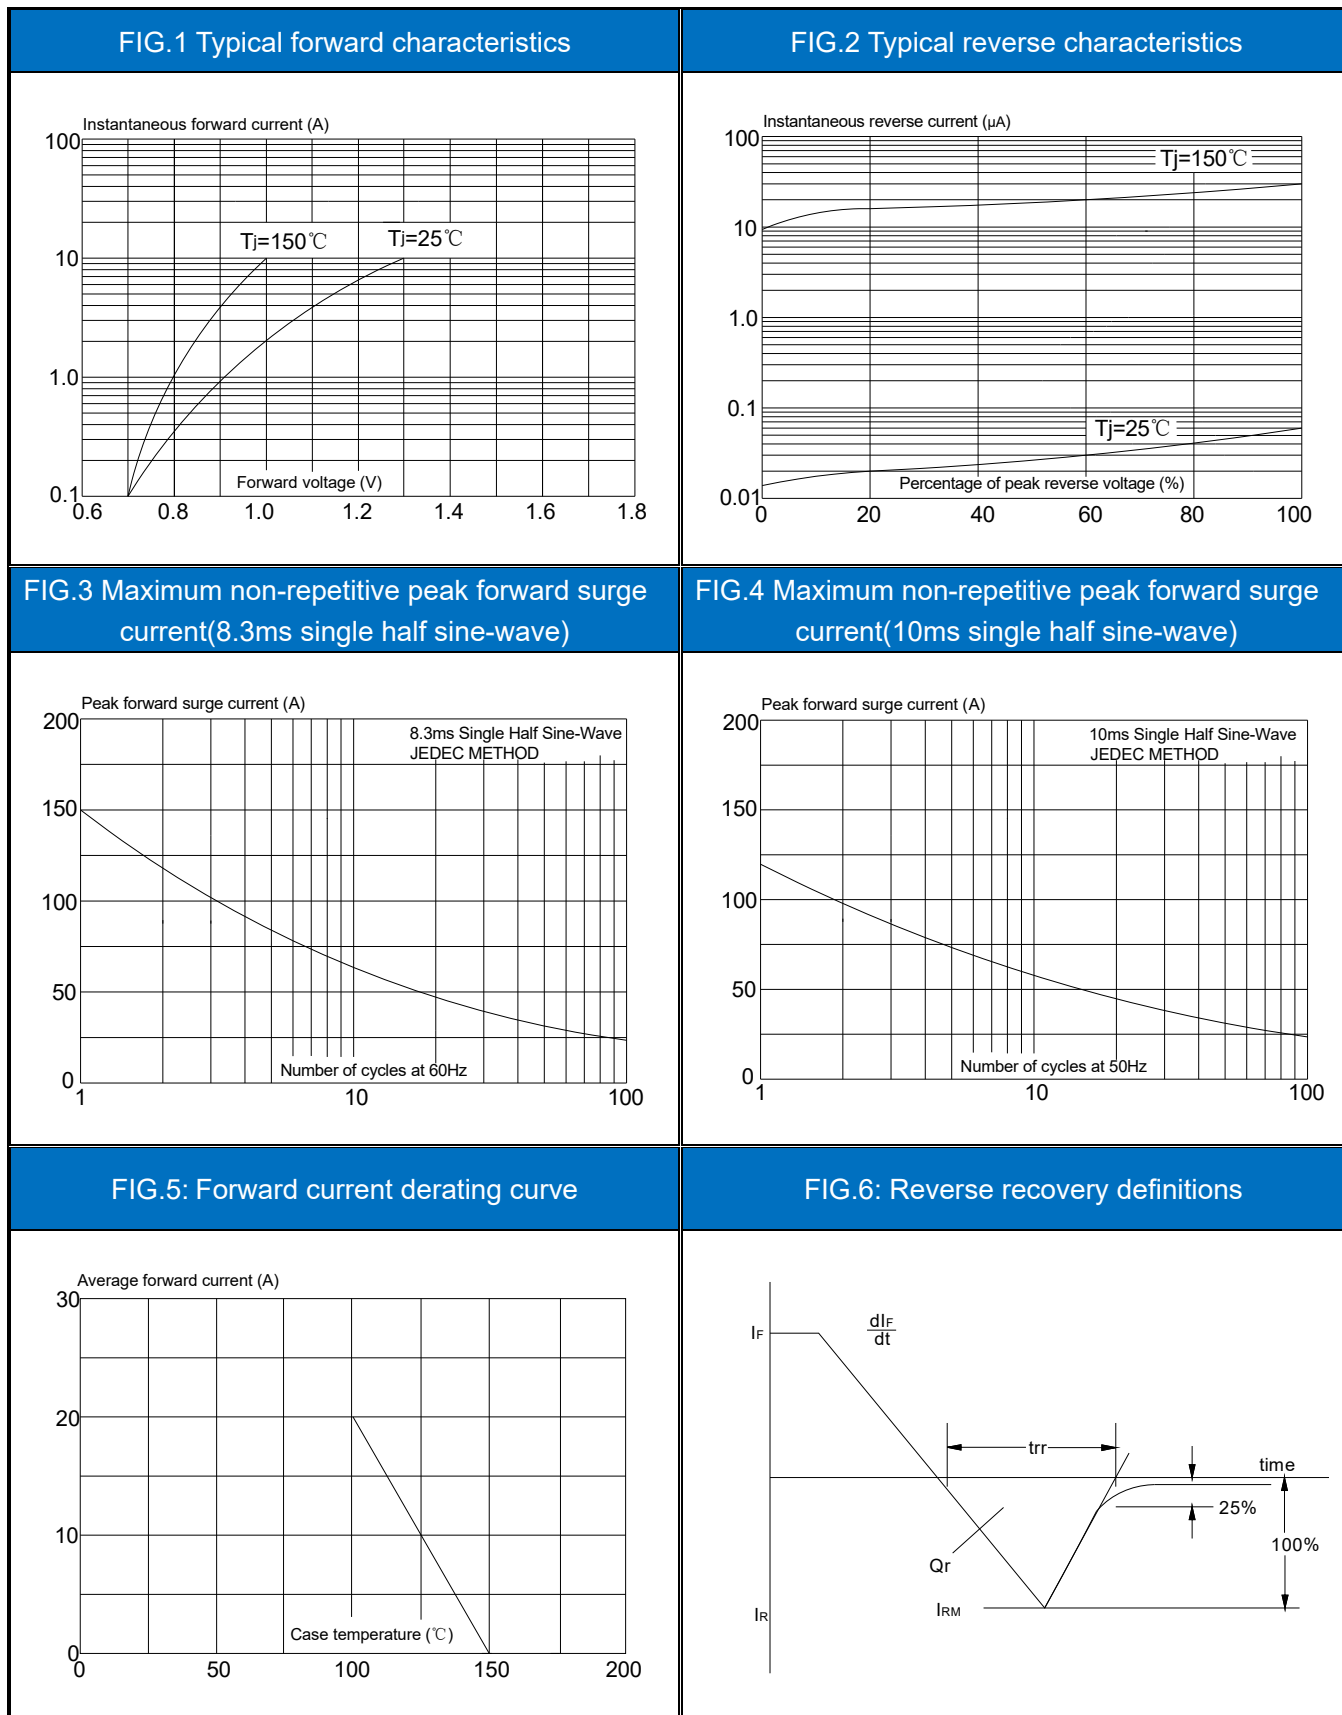 FIG.1 Typical forward characteristics
FIG.2 Typical reverse characteristics
Instantaneous forward current (A)
100
10
1.0
0.1
Tj=150℃
Tj=25℃
Forward voltage (V)
0.6 0.8 1.0 1.2 1.4 1.6 1.8
Instantaneous reverse current (μA)
100
10
1.0
0.1
0.01
Tj=150℃
Tj=25℃
Percentage of peak reverse voltage (%)
0 20 40 60 80 100
FIG.3 Maximum non-repetitive peak forward surge
current(8.3ms single half sine-wave)
FIG.4 Maximum non-repetitive peak forward surge
current(10ms single half sine-wave)
Peak forward surge current (A)
200
150
100
50
0
8.3ms Single Half Sine-Wave
JEDEC METHOD
Number of cycles at 60Hz
1 10 100
Peak forward surge current (A)
200
150
100
50
0
10ms Single Half Sine-Wave
JEDEC METHOD
Number of cycles at 50Hz
1 10 100
FIG.5: Forward current derating curve
FIG.6: Reverse recovery definitions
Average forward current (A)
30
20
10
0
Case temperature (℃)
0 50 100 150 200
IF
dIF
dt
trr
time
25%
100%
Qr
IRM
IR